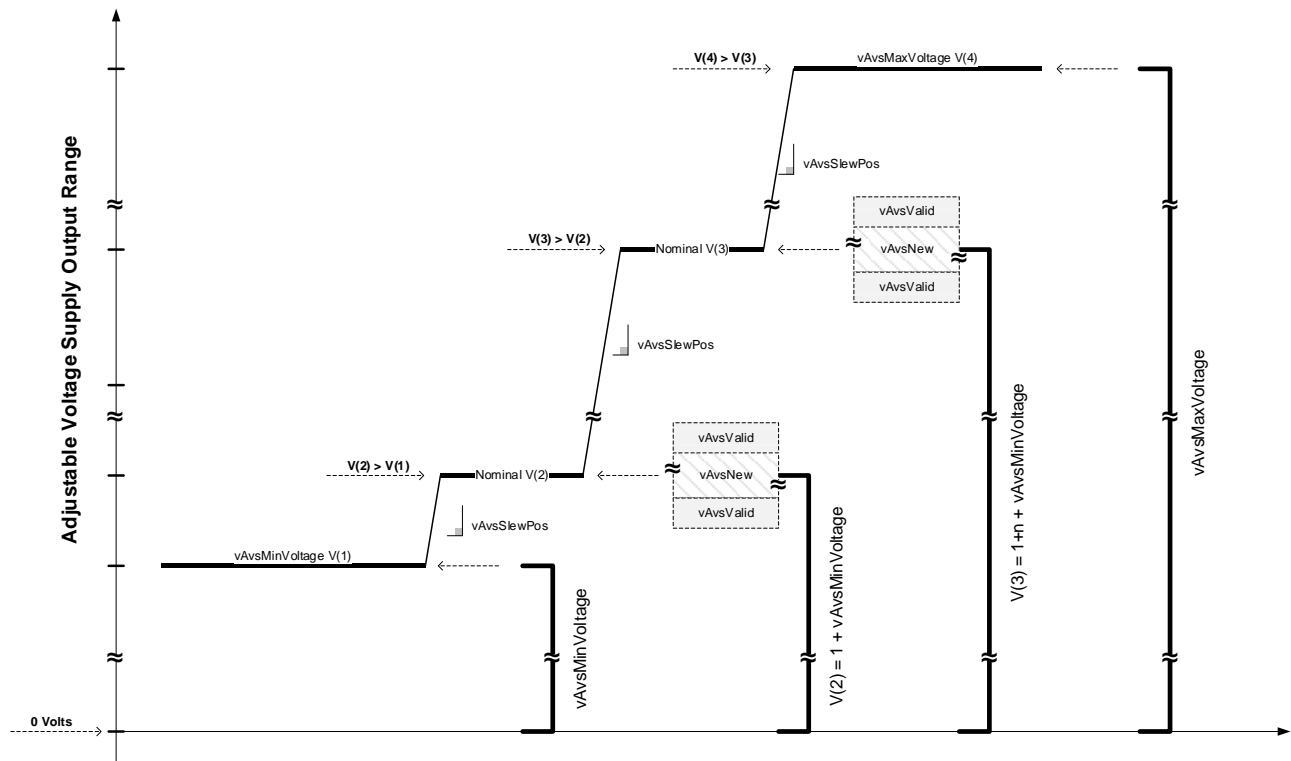 V(4) > V(3)
vAvsMaxVoltage V(4)
Adjustable Voltage Supply Output Range
vAvsSlewPos
vAvsValid
V(3) > V(2)
Nominal V(3)
vAvsNew
vAvsValid
vAvsSlewPos
vAvsMaxVoltage
V(3) = 1+n + vAvsMinVoltage
vAvsValid
V(2) > V(1)
Nominal V(2)
vAvsNew
vAvsValid
vAvsSlewPos
V(2) = 1 + vAvsMinVoltage
vAvsMinVoltage V(1)
vAvsMinVoltage
0 Volts